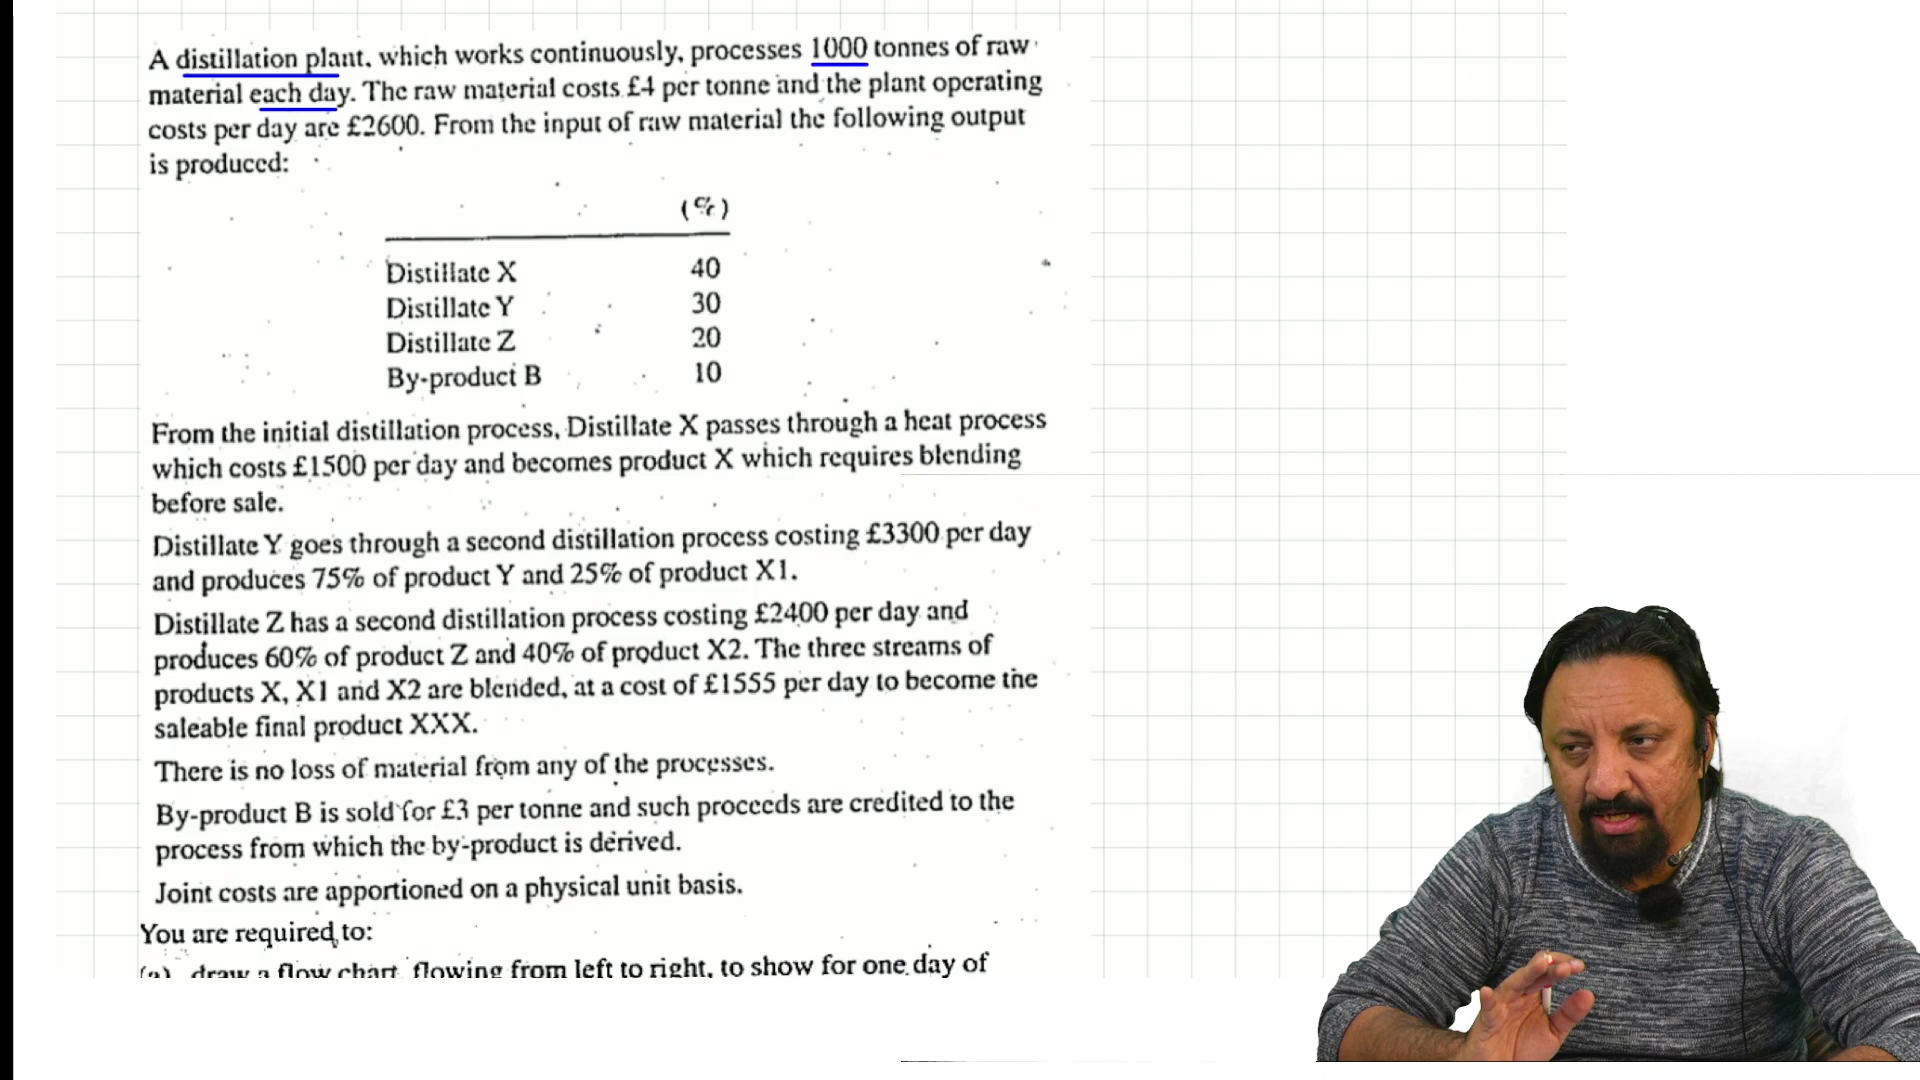 A distillation plant, which works continuously, processes 1000 tonnes of raw
material each day. The raw material costs £4 per tonne and the plant operating
costs per day are £2600. From the input of raw material the following output
is produced:
(%)
Distillate X 40
Distillate Y 30
Distillate Z 20
By-product B 10
From the initial distillation process, Distillate X passes through a heat process
which costs £1500 per day and becomes product X which requires blending
before sale.
Distillate Y goes through a second distillation process costing £3300 per day
and produces 75% of product Y and 25% of product X1.
Distillate Z has a second distillation process costing £2400 per day and
produces 60% of product Z and 40% of product X2. The three streams of
products X, X1 and X2 are blended, at a cost of £1555 per day to become the
saleable final product XXX.
There is no loss of material from any of the processes.
By-product B is sold for £3 per tonne and such proceeds are credited to the
process from which the by-product is derived.
Joint costs are apportioned on a physical unit basis.
You are required to:
(a) draw a flow chart, flowing from left to right, to show for one day of